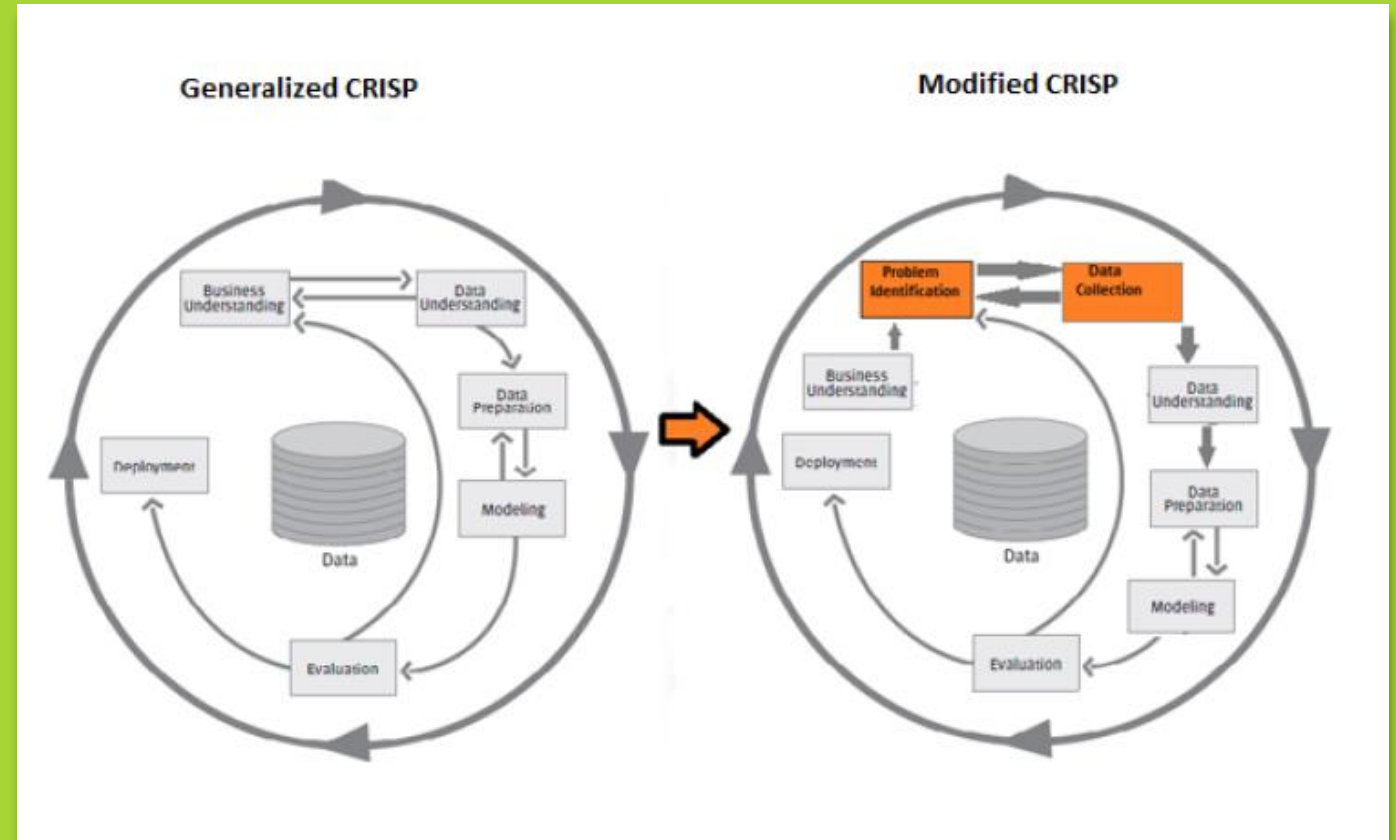 Generalized CRISP
Business
Understanding
Data
Understanding
Data
Preparation
Modeling
Deployment
Data
Evaluation
Modified CRISP
Problem
Identification
Data
Collection
Business
Understanding
Data
Understanding
Deployment
Data
Preparation
Data
Modeling
Evaluation